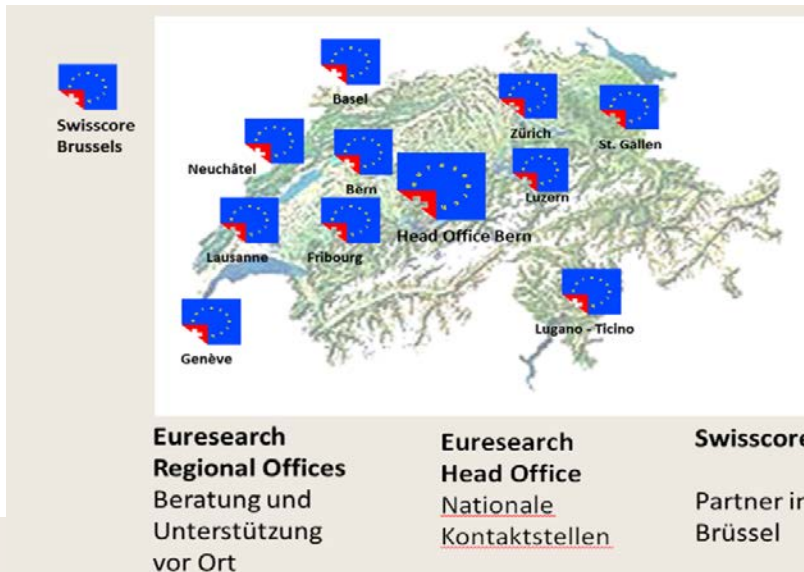 Swisscore
Brussels
Basel
Zürich
St. Gallen
Neuchâtel
Bern
Luzern
Head Office Bern
Lausanne
Fribourg
Lugano - Ticino
Genève
Euresearch
Regional Offices
Beratung und
Unterstützung
vor Ort
Euresearch
Head Office
Nationale
Kontaktstellen
Swisscore
Partner in
Brüssel